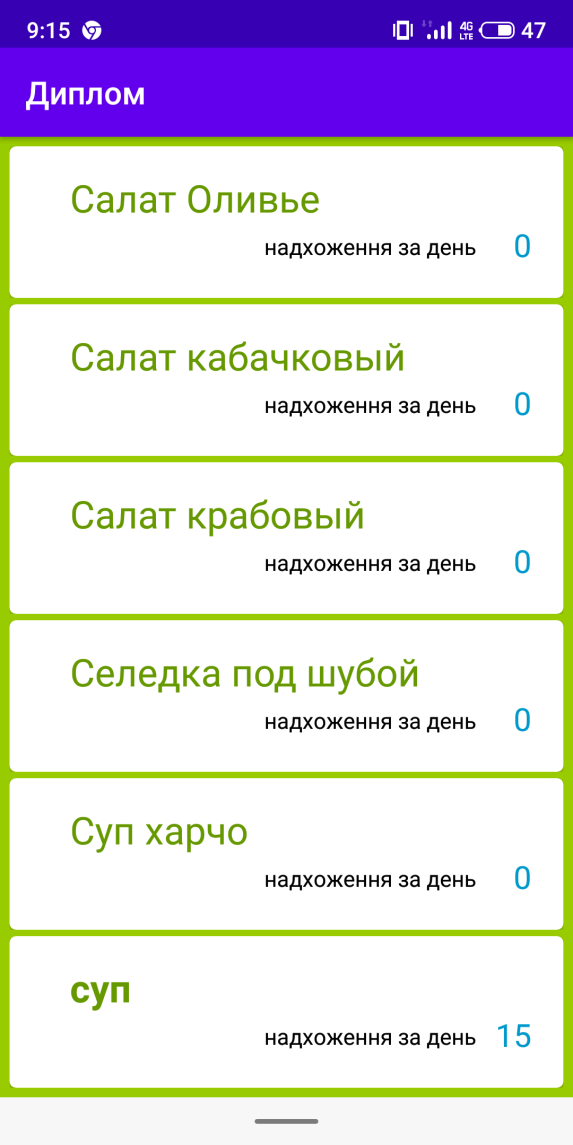 9:15 4G LTE 47
Диплом
Салат Оливье
надхоження за день 0
Салат кабачковый
надхоження за день 0
Салат крабовый
надхоження за день 0
Селедка под шубой
надхоження за день 0
Суп харчо
надхоження за день 0
суп
надхоження за день 15